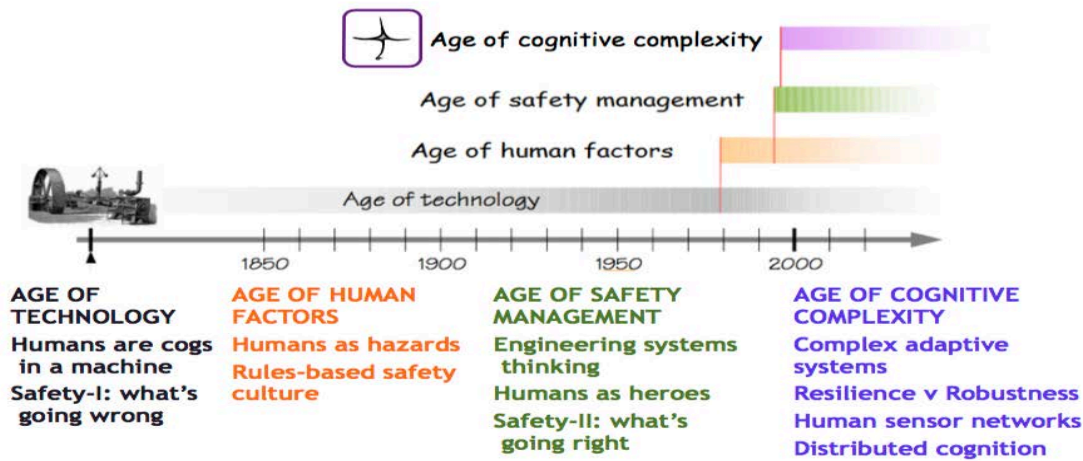 Age of cognitive complexity
Age of safety management
Age of human factors
Age of technology
1850
1900
1950
2000
AGE OF
TECHNOLOGY
Humans are cogs
in a machine
Safety-I: what's
going wrong
AGE OF HUMAN
FACTORS
Humans as hazards
Rules-based safety
culture
AGE OF SAFETY
MANAGEMENT
Engineering systems
thinking
Humans as heroes
Safety-II: what's
going right
AGE OF COGNITIVE
COMPLEXITY
Complex adaptive
systems
Resilience v Robustness
Human sensor networks
Distributed cognition